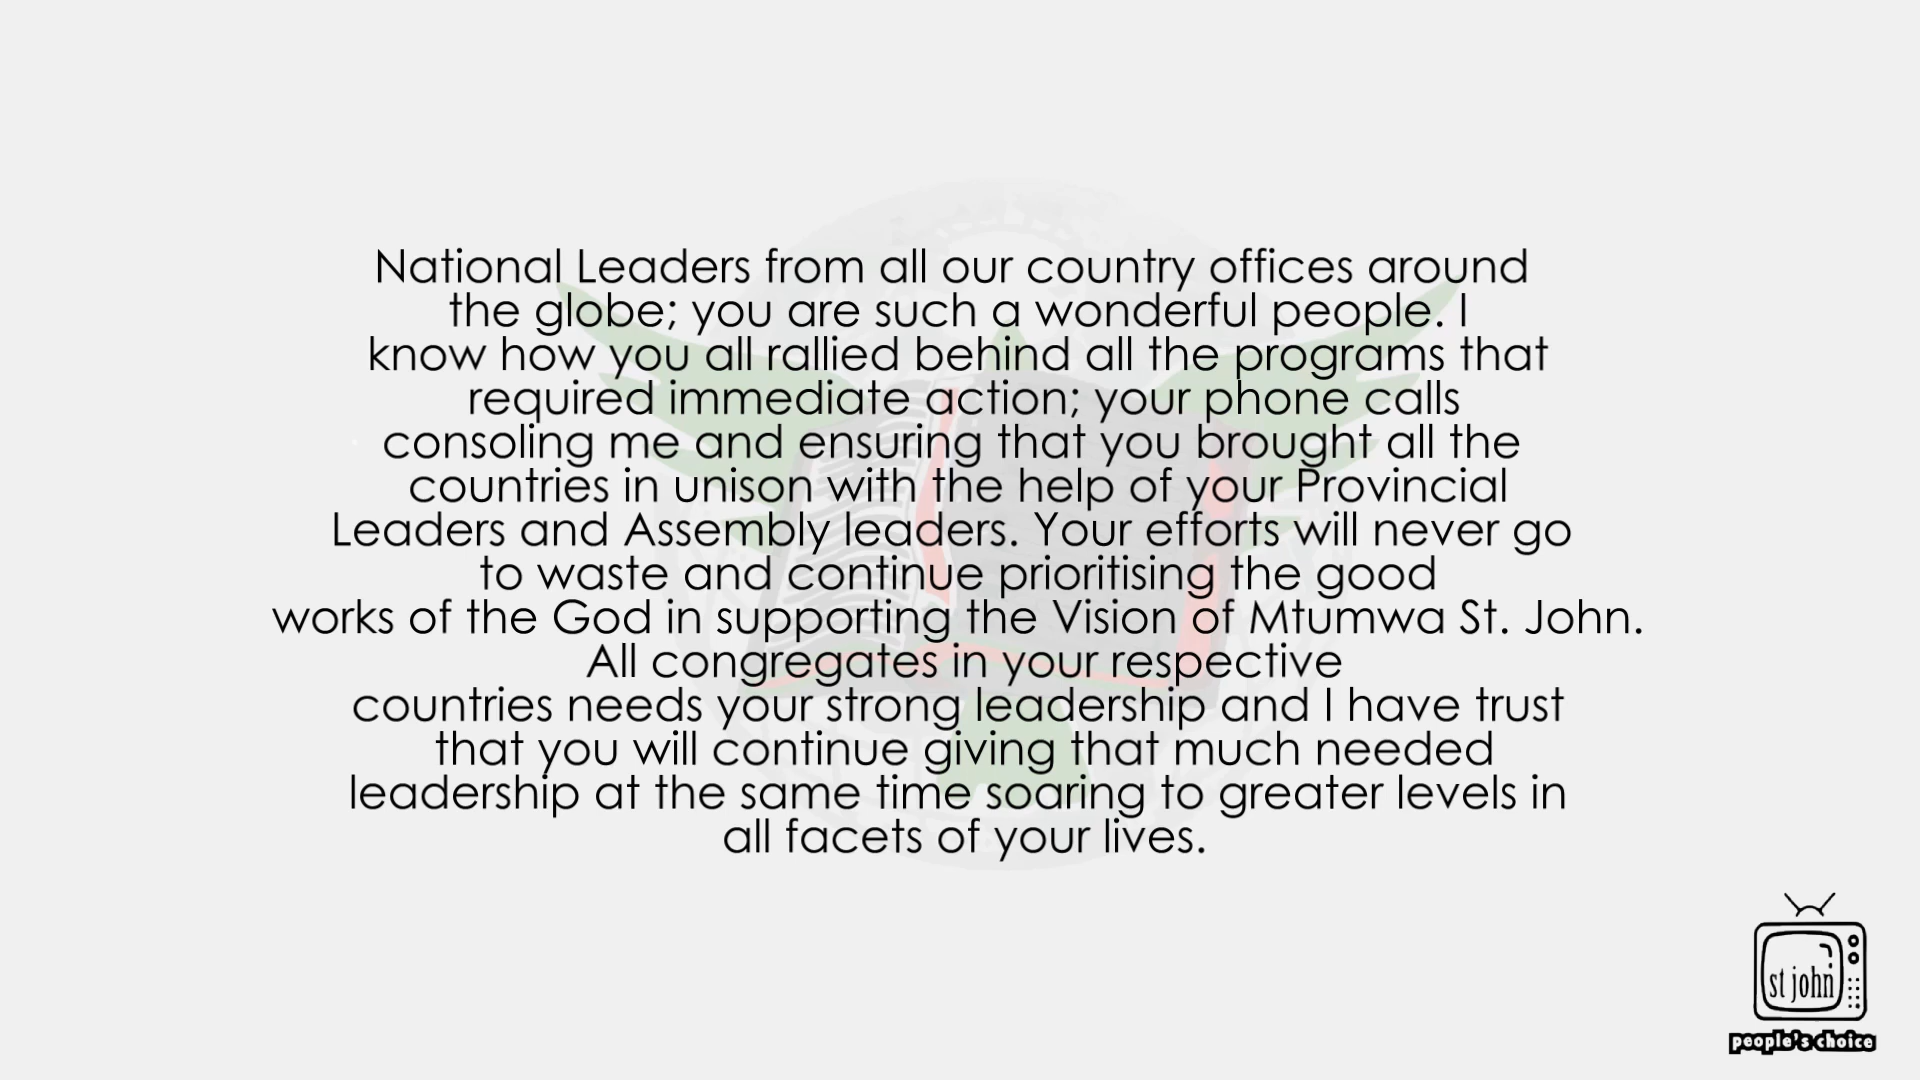 National Leaders from all our country offices around
the globe; you are such a wonderful people. I
know how you all rallied behind all the programs that
required immediate action; your phone calls
consoling me and ensuring that you brought all the
countries in unison with the help of your Provincial
Leaders and Assembly leaders. Your efforts will never go
to waste and continue prioritising the good
works of the God in supporting the Vision of Mtumwa St. John.
All congregates in your respective
countries needs your strong leadership and I have trust
that you will continue giving that much needed
leadership at the same time soaring to greater levels in
all facets of your lives.
st john
people's choice